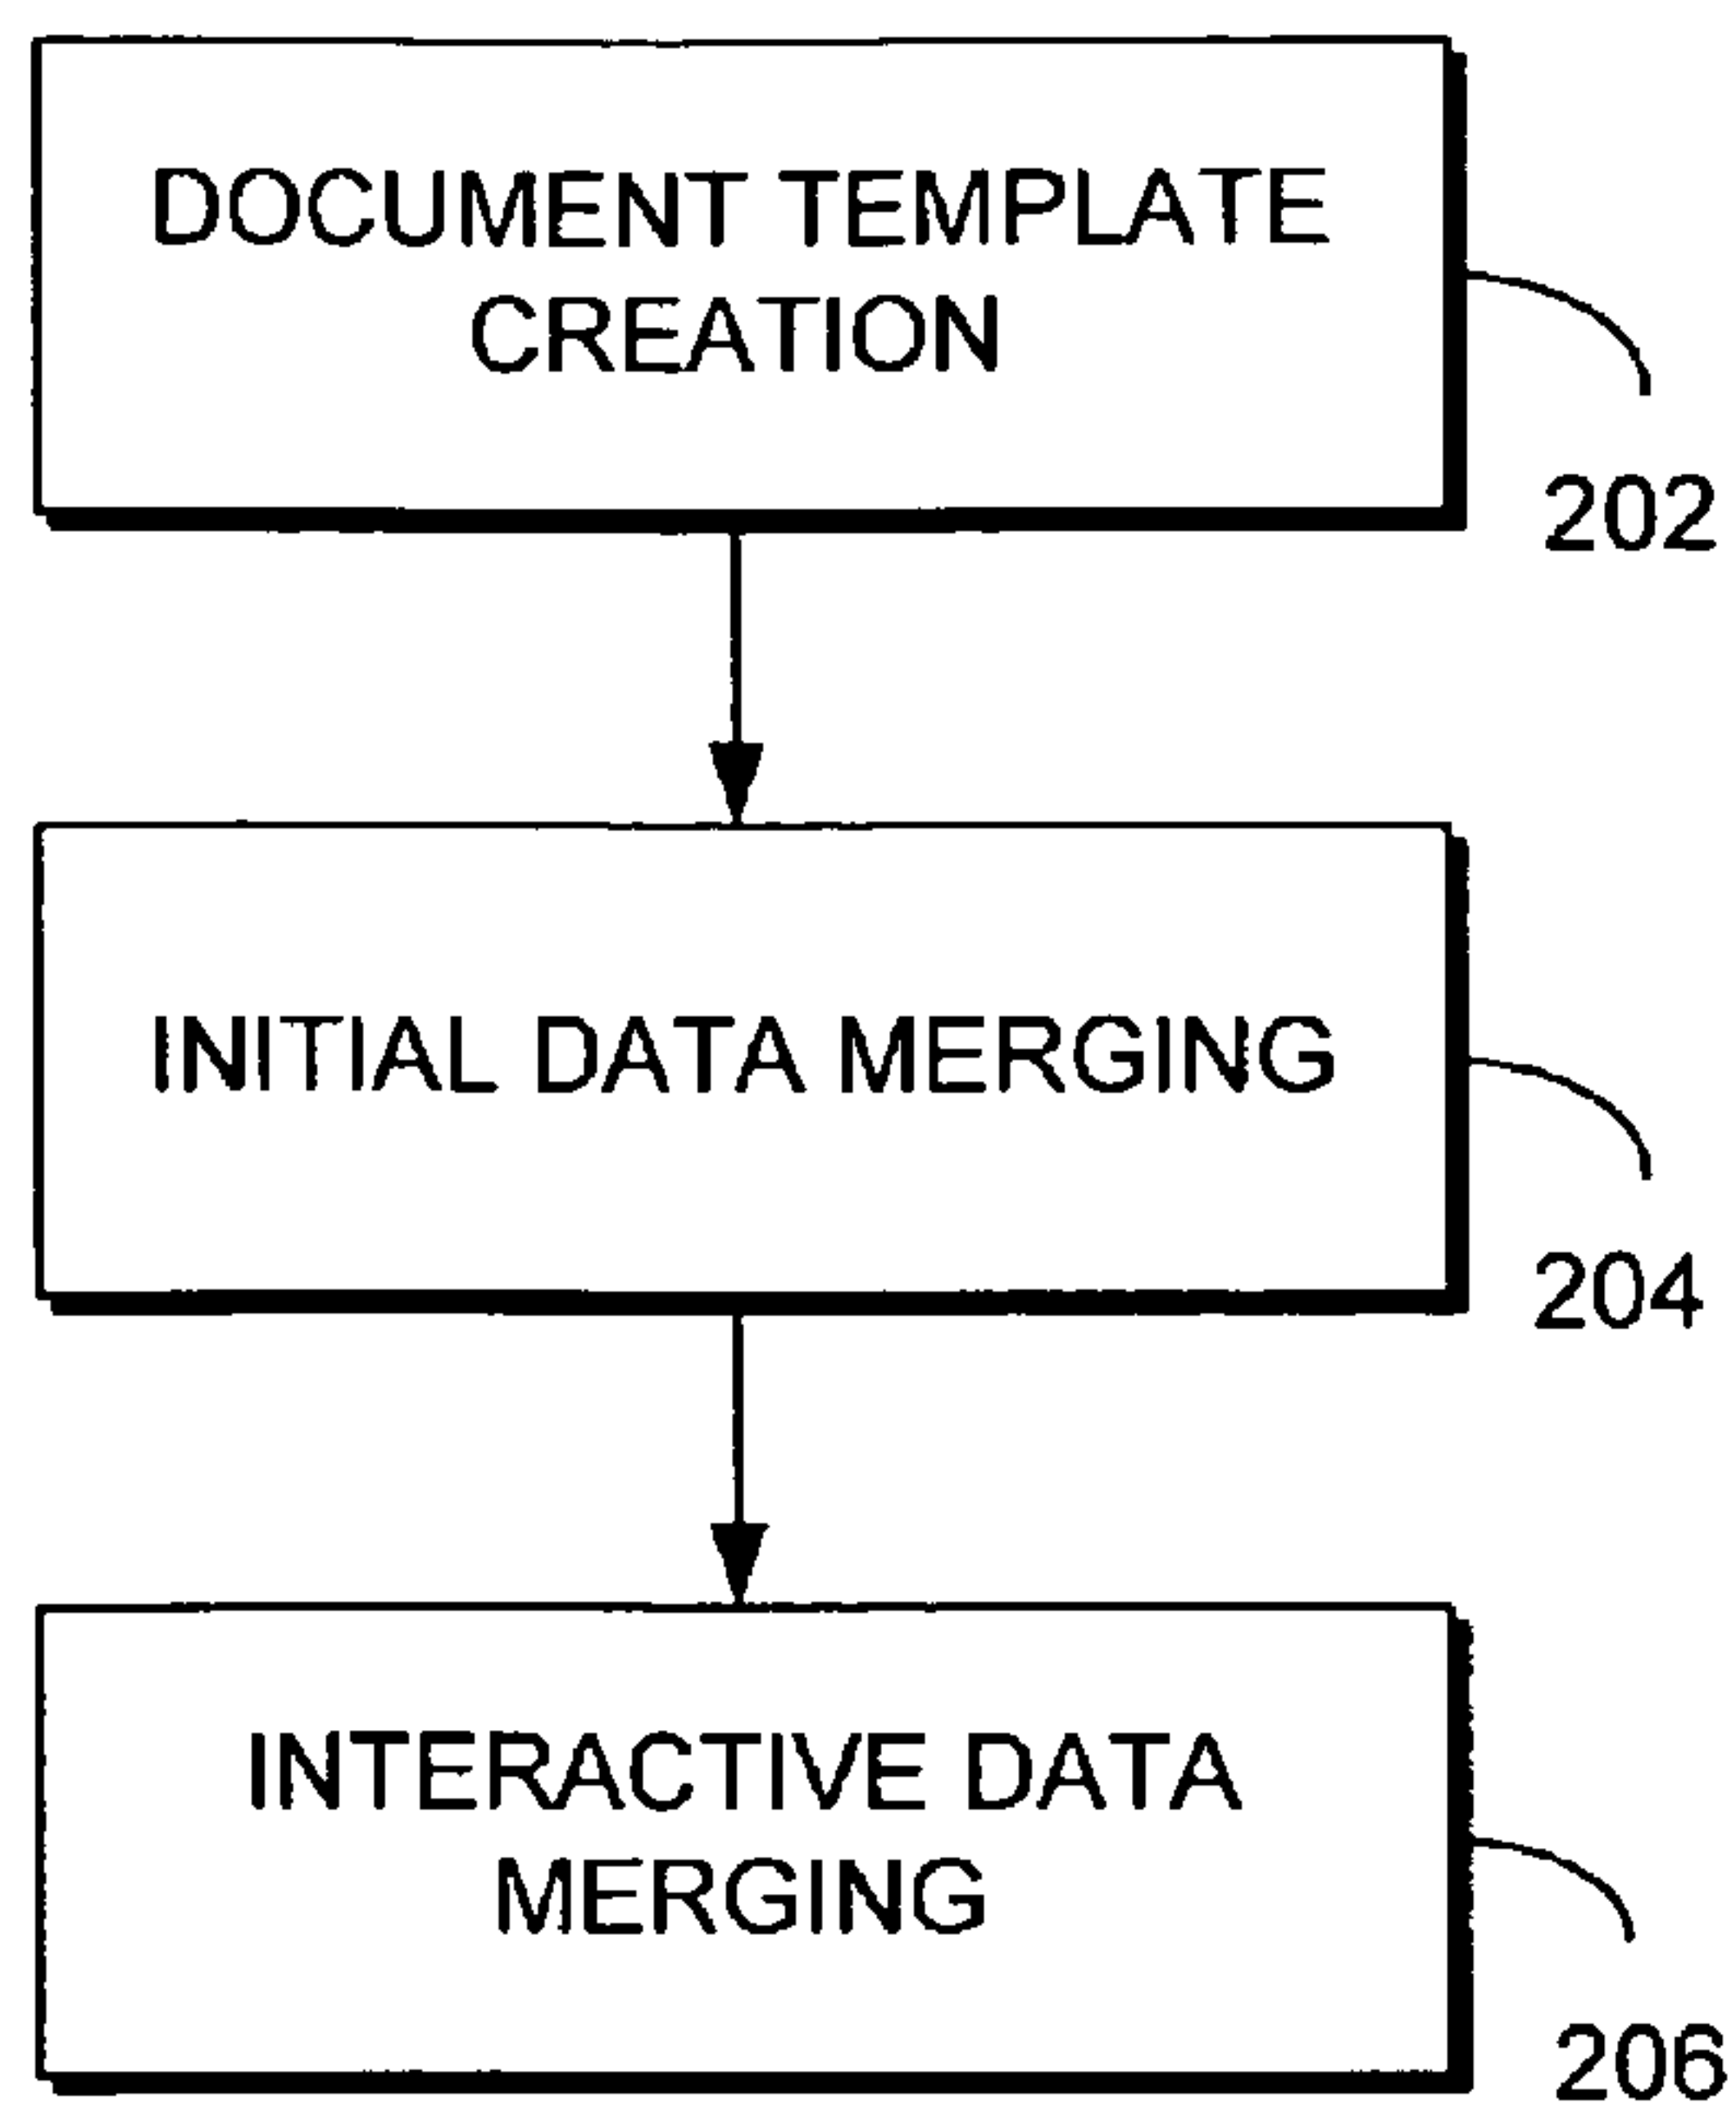 DOCUMENT TEMPLATE
CREATION
202
INITIAL DATA MERGING
204
INTERACTIVE DATA
MERGING
206